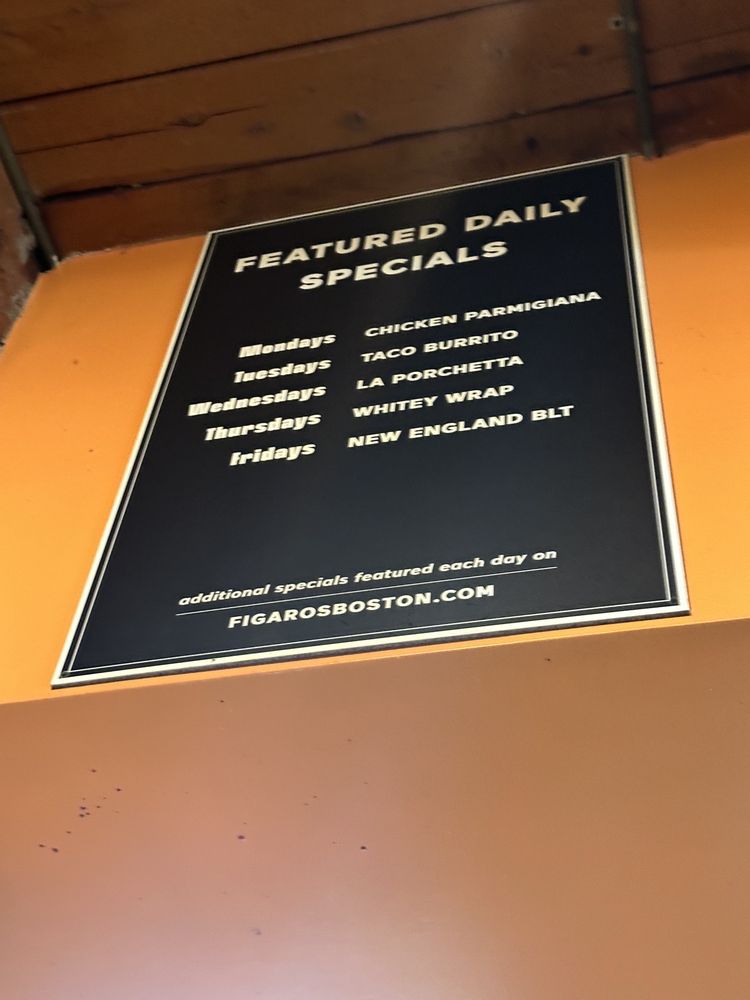 FEATURED DAILY
SPECIALS
Mondays CHICKEN PARMIGIANA
Tuesdays TACO BURRITO
Wednesdays LA PORCHETTA
Thursdays WHITEY WRAP
Fridays NEW ENGLAND BLT
additional specials featured each day on
FIGAROSBOSTON.COM